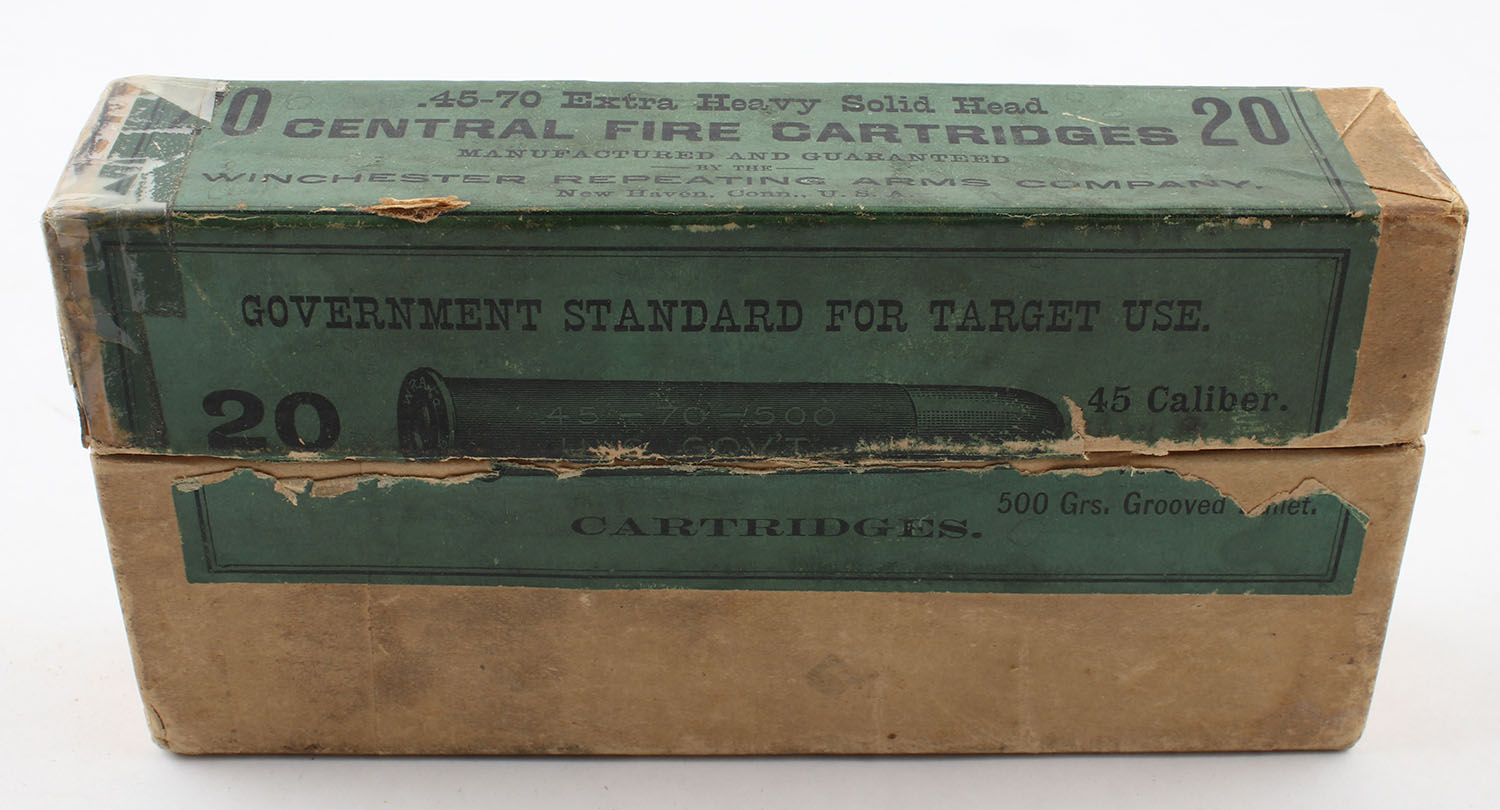 0 .45-70 Extra Heavy Solid Head 20
CENTRAL FIRE CARTRIDGES
MANUFACTURED AND GUARANTEED
BY THE
WINCHESTER REPEATING ARMS COMPANY.
New Haven, Conn., U.S.A.
GOVERNMENT STANDARD FOR TARGET USE.
20
W.R.A.CO.
45-70-500
GOV'T
45 Caliber.
500 Grs. Grooved
CARTRIDGES.